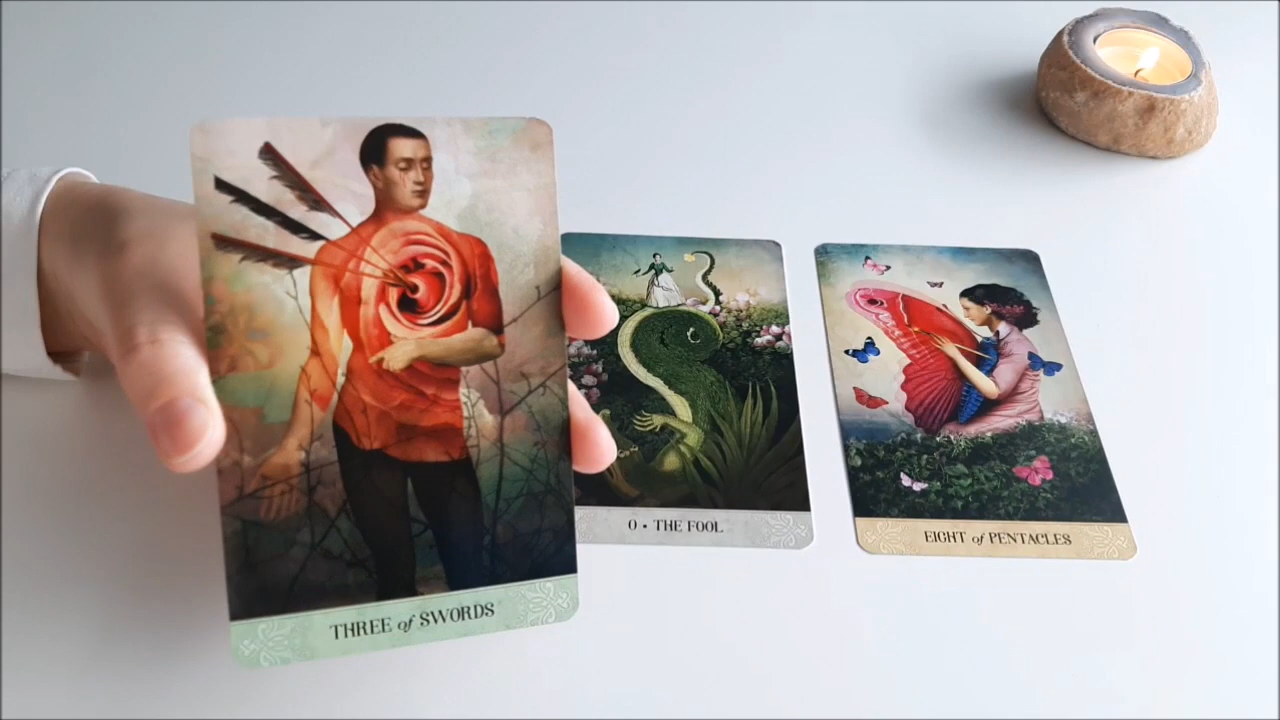 THREE of SWORDS
0 • THE FOOL
EIGHT of PENTACLES